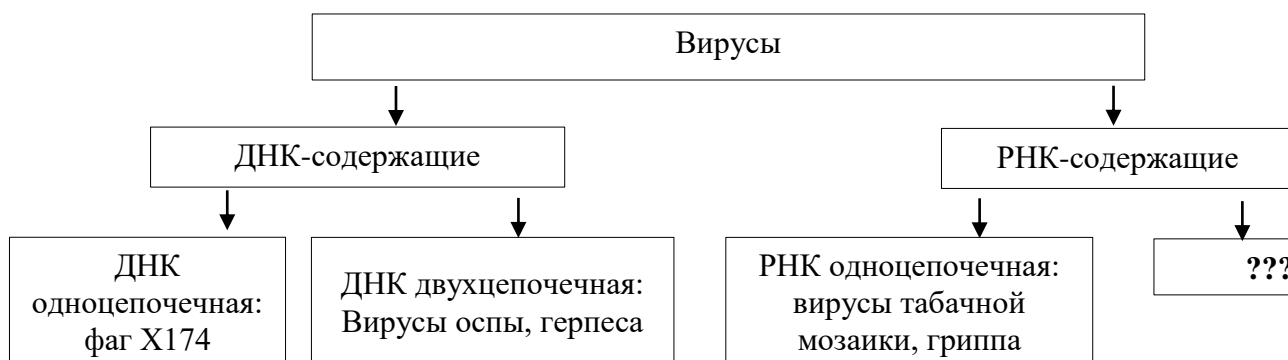 Вирусы
ДНК-содержащие
РНК-содержащие
ДНК
одноцепочечная:
фаг Х174
ДНК двухцепочечная:
Вирусы оспы, герпеса
РНК одноцепочечная:
вирусы табачной
мозаики, гриппа
???